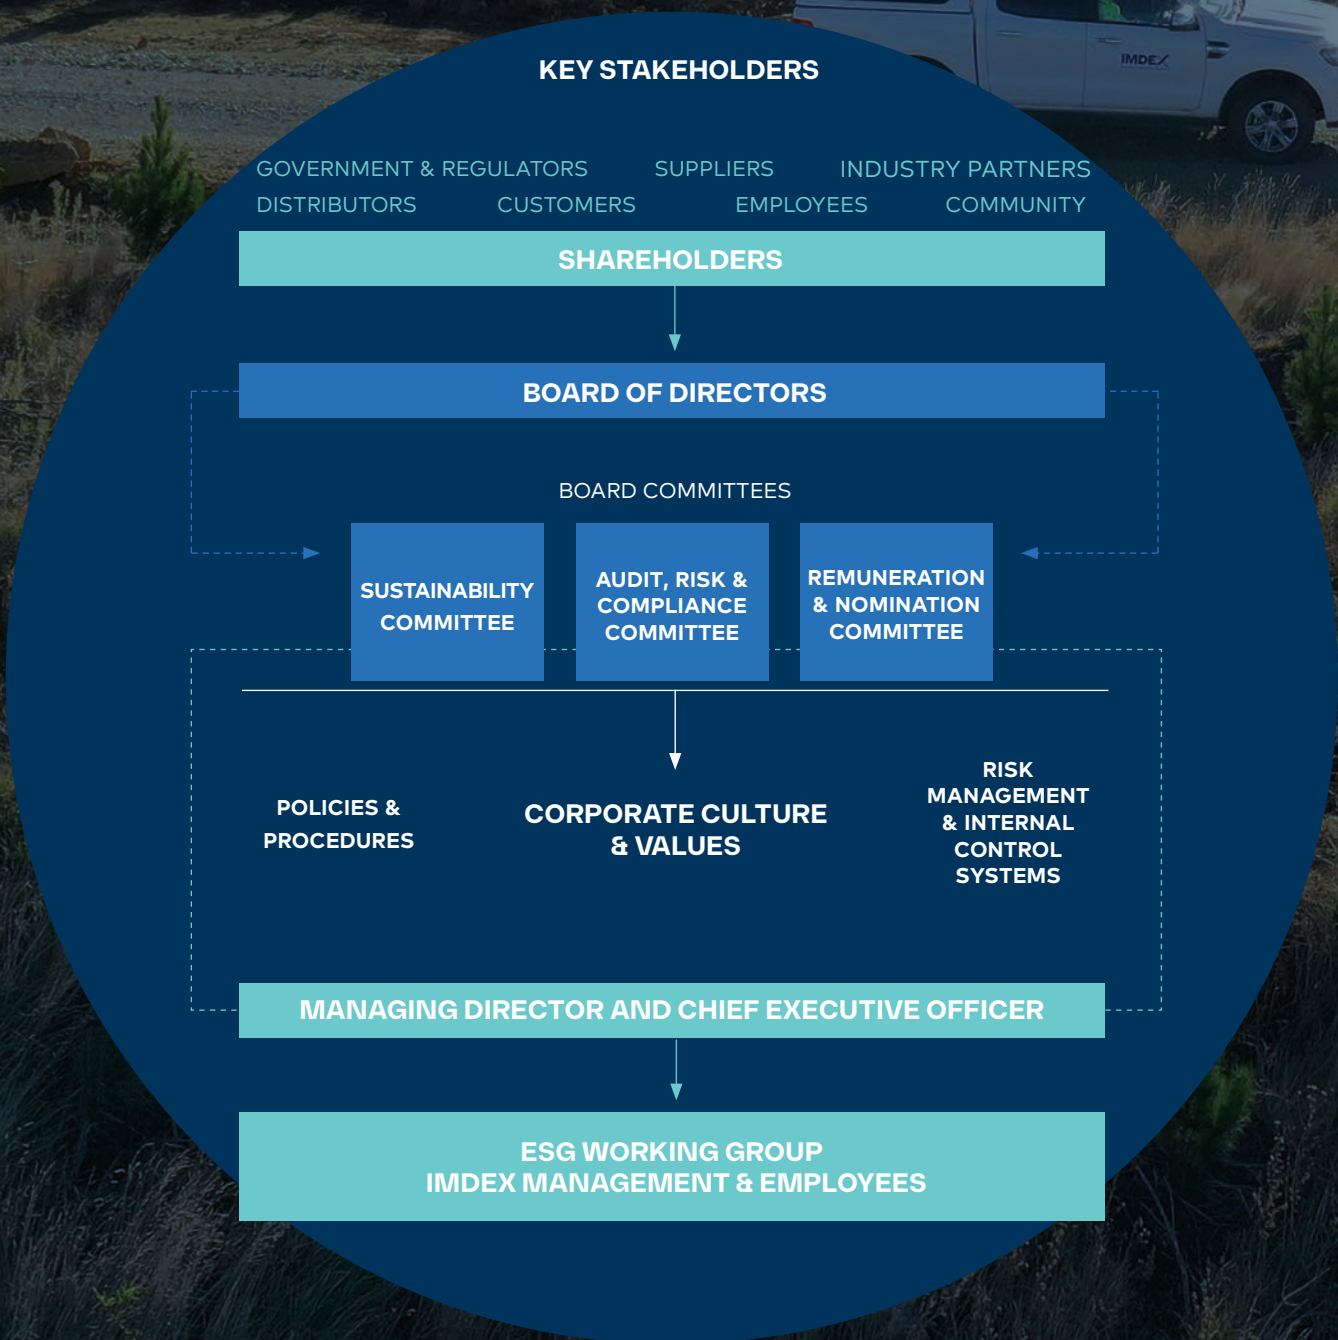 IMDEX
KEY STAKEHOLDERS
GOVERNMENT & REGULATORS SUPPLIERS INDUSTRY PARTNERS
DISTRIBUTORS CUSTOMERS EMPLOYEES COMMUNITY
SHAREHOLDERS
BOARD OF DIRECTORS
BOARD COMMITTEES
SUSTAINABILITY
COMMITTEE
AUDIT, RISK &
COMPLIANCE
COMMITTEE
REMUNERATION
& NOMINATION
COMMITTEE
POLICIES &
PROCEDURES
CORPORATE CULTURE
& VALUES
RISK
MANAGEMENT
& INTERNAL
CONTROL
SYSTEMS
MANAGING DIRECTOR AND CHIEF EXECUTIVE OFFICER
ESG WORKING GROUP
IMDEX MANAGEMENT & EMPLOYEES